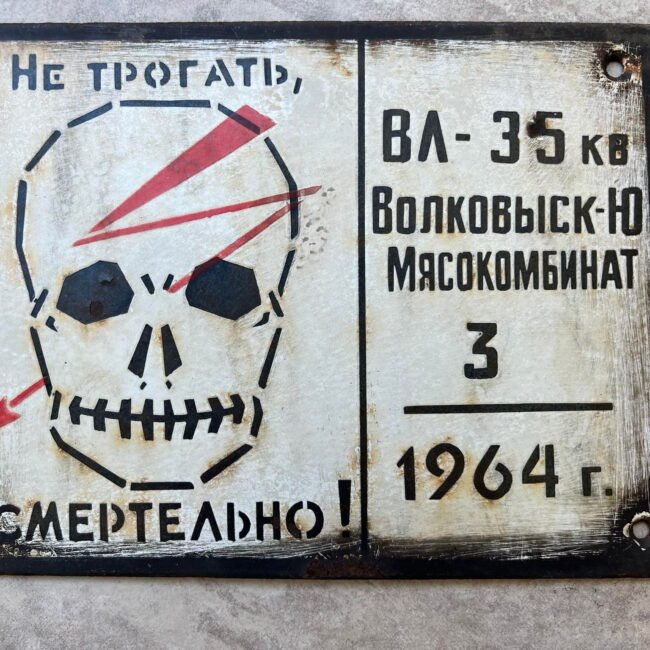 Не трогать,
смертельно!
ВЛ-35 кв
Волковыск-Ю
Мясокомбинат
3
1964 г.